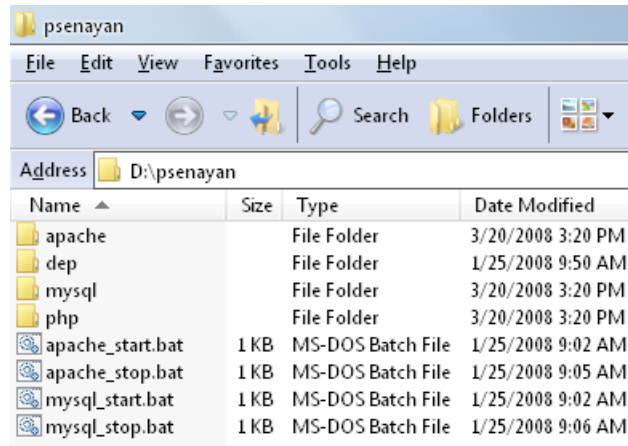 psenayan
File Edit View Favorites Tools Help
Back Search Folders
Address D:\psenayan
Name Size Type Date Modified
apache File Folder 3/20/2008 3:20 PM
dep File Folder 1/25/2008 9:50 AM
mysql File Folder 3/20/2008 3:20 PM
php File Folder 3/20/2008 3:20 PM
apache_start.bat 1 KB MS-DOS Batch File 1/25/2008 9:02 AM
apache_stop.bat 1 KB MS-DOS Batch File 1/25/2008 9:05 AM
mysql_start.bat 1 KB MS-DOS Batch File 1/25/2008 9:02 AM
mysql_stop.bat 1 KB MS-DOS Batch File 1/25/2008 9:06 AM